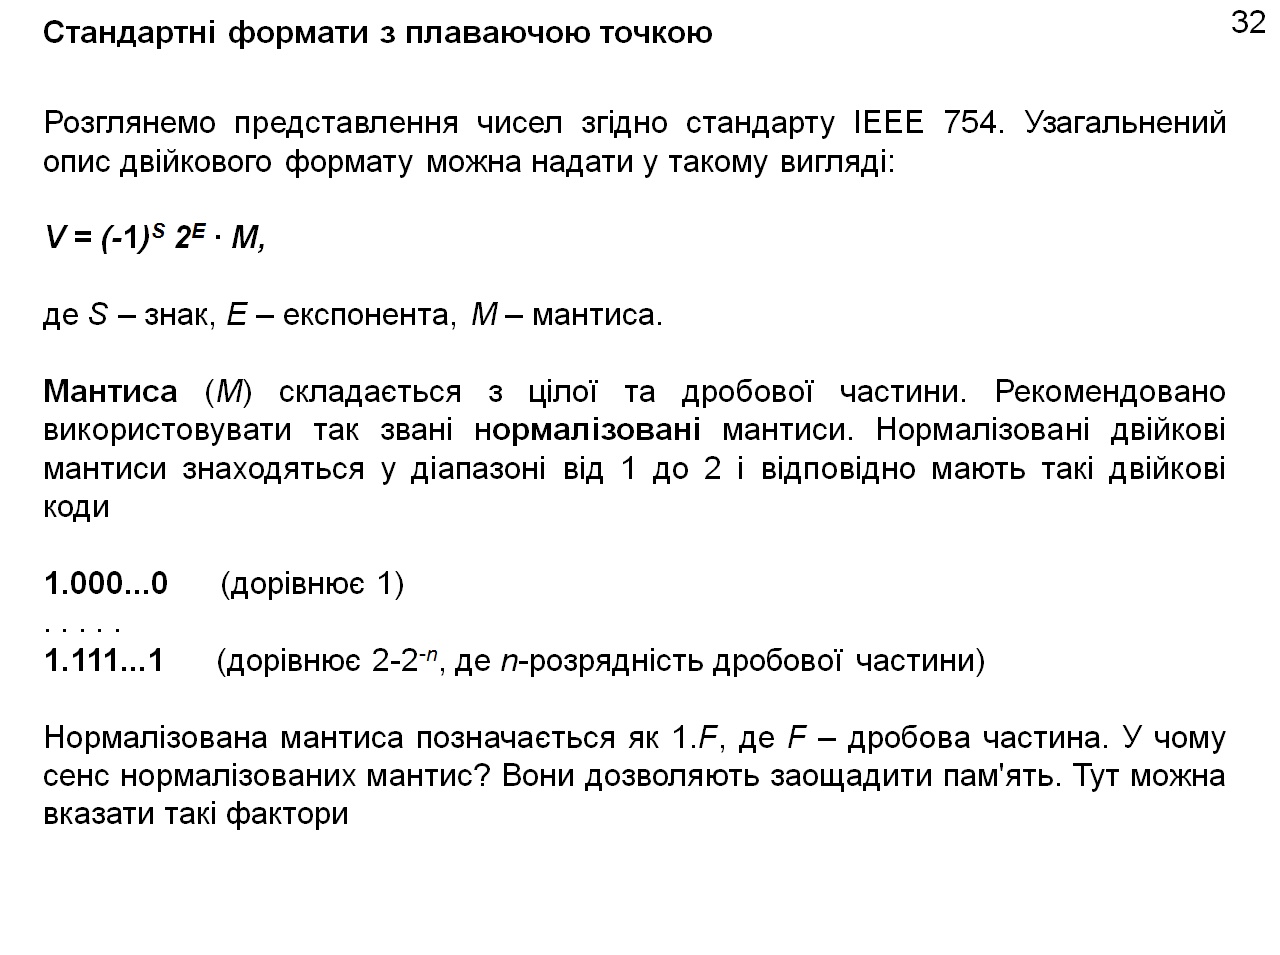 32
Стандартні формати з плаваючою точкою
Розглянемо представлення чисел згідно стандарту IEEE 754. Узагальнений
опис двійкового формату можна надати у такому вигляді:
V = (-1)^S 2^E · M,
де S – знак, E – експонента, M – мантиса.
Мантиса (M) складається з цілої та дробової частини. Рекомендовано
використовувати так звані нормалізовані мантиси. Нормалізовані двійкові
мантиси знаходяться у діапазоні від 1 до 2 і відповідно мають такі двійкові
коди
1.000...0 (дорівнює 1)
. . . . .
1.111...1 (дорівнює 2-2^-n, де n-розрядність дробової частини)
Нормалізована мантиса позначається як 1.F, де F – дробова частина. У чому
сенс нормалізованих мантис? Вони дозволяють заощадити пам'ять. Тут можна
вказати такі фактори